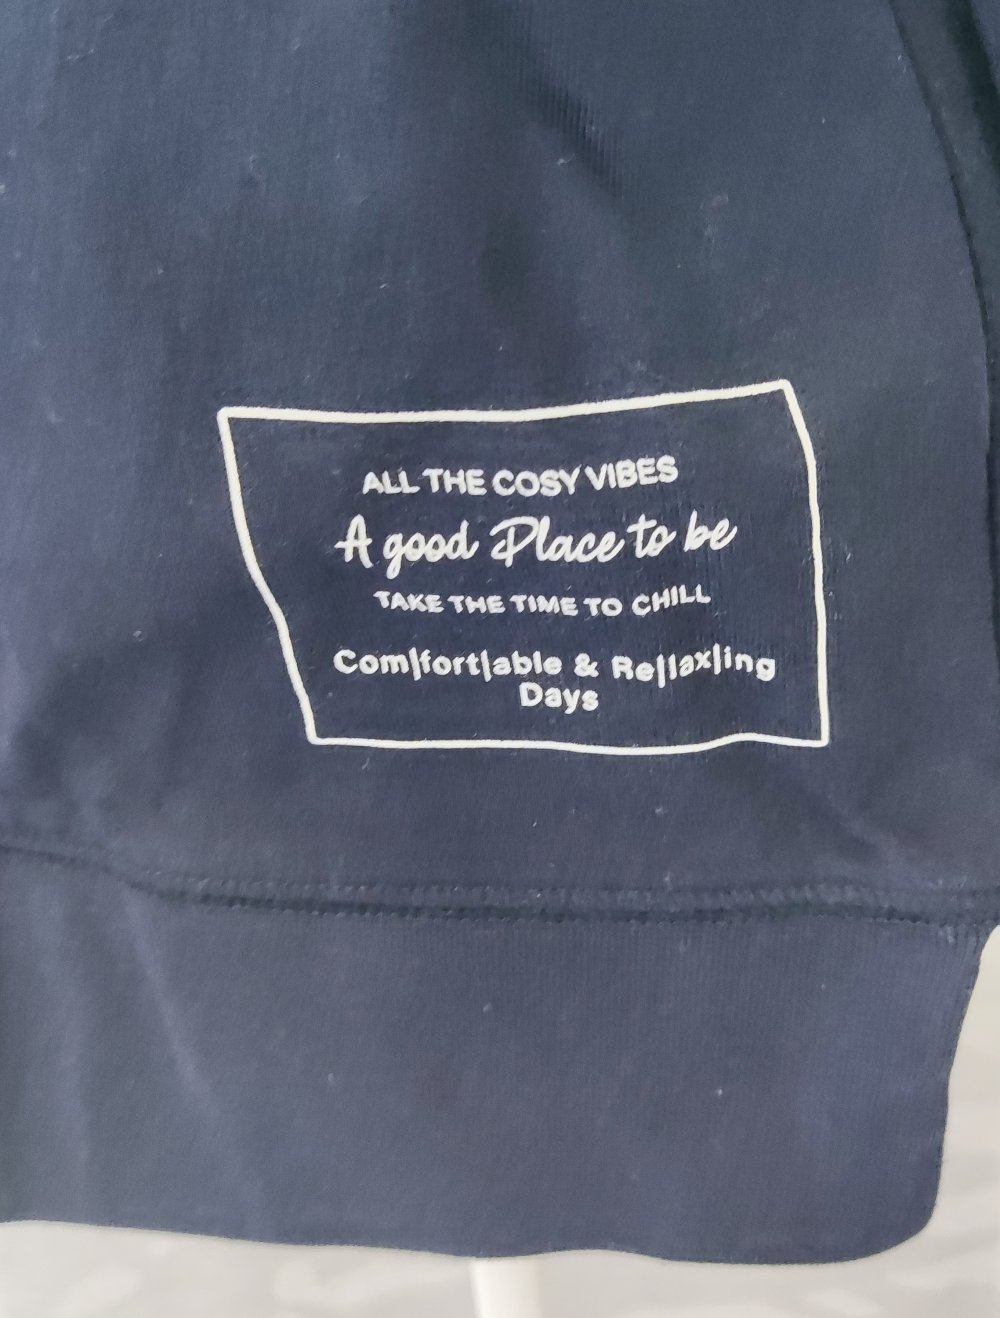 ALL THE COSY VIBES
A good Place to be
TAKE THE TIME TO CHILL
Com|fort|able & Re|lax|ing
Days